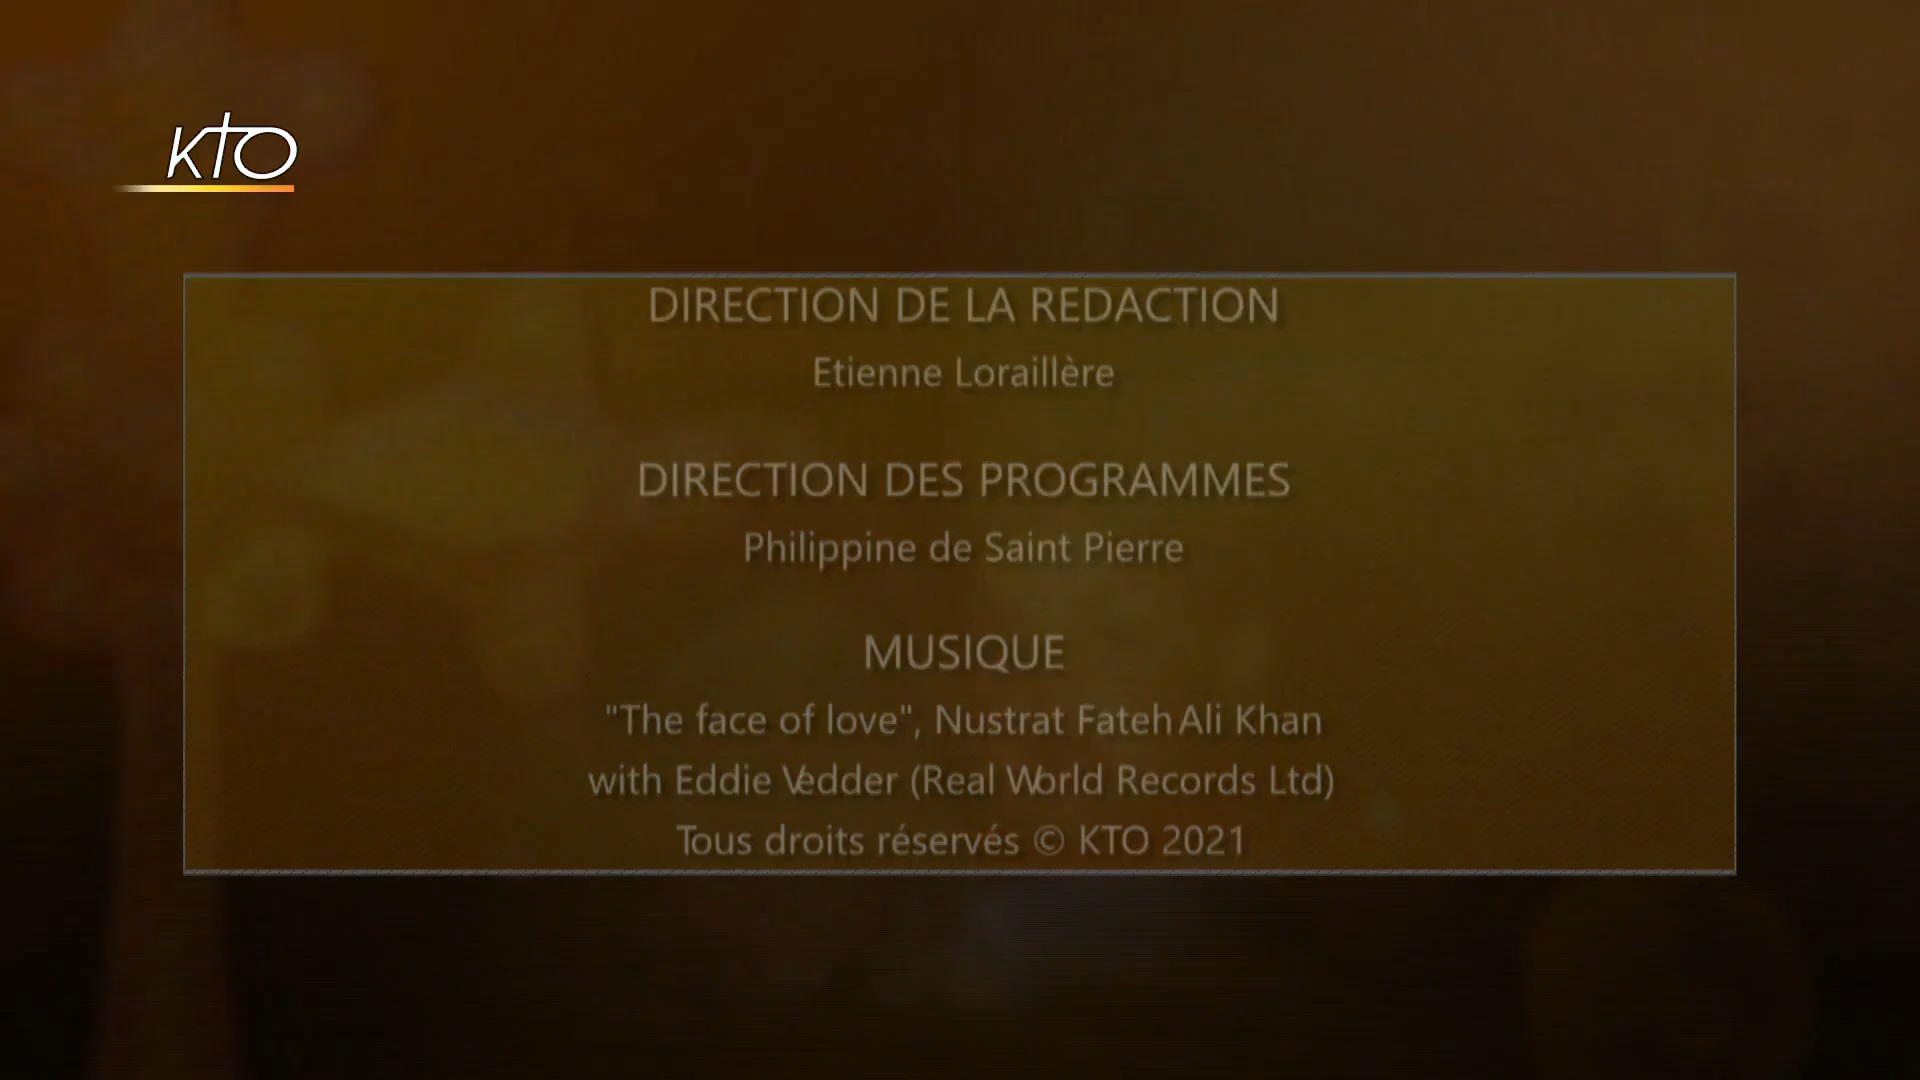 KTO
DIRECTION DE LA REDACTION
Etienne Loraillère
DIRECTION DES PROGRAMMES
Philippine de Saint Pierre
MUSIQUE
"The face of love", Nustrat Fateh Ali Khan
with Eddie Vedder (Real World Records Ltd)
Tous droits réservés © KTO 2021